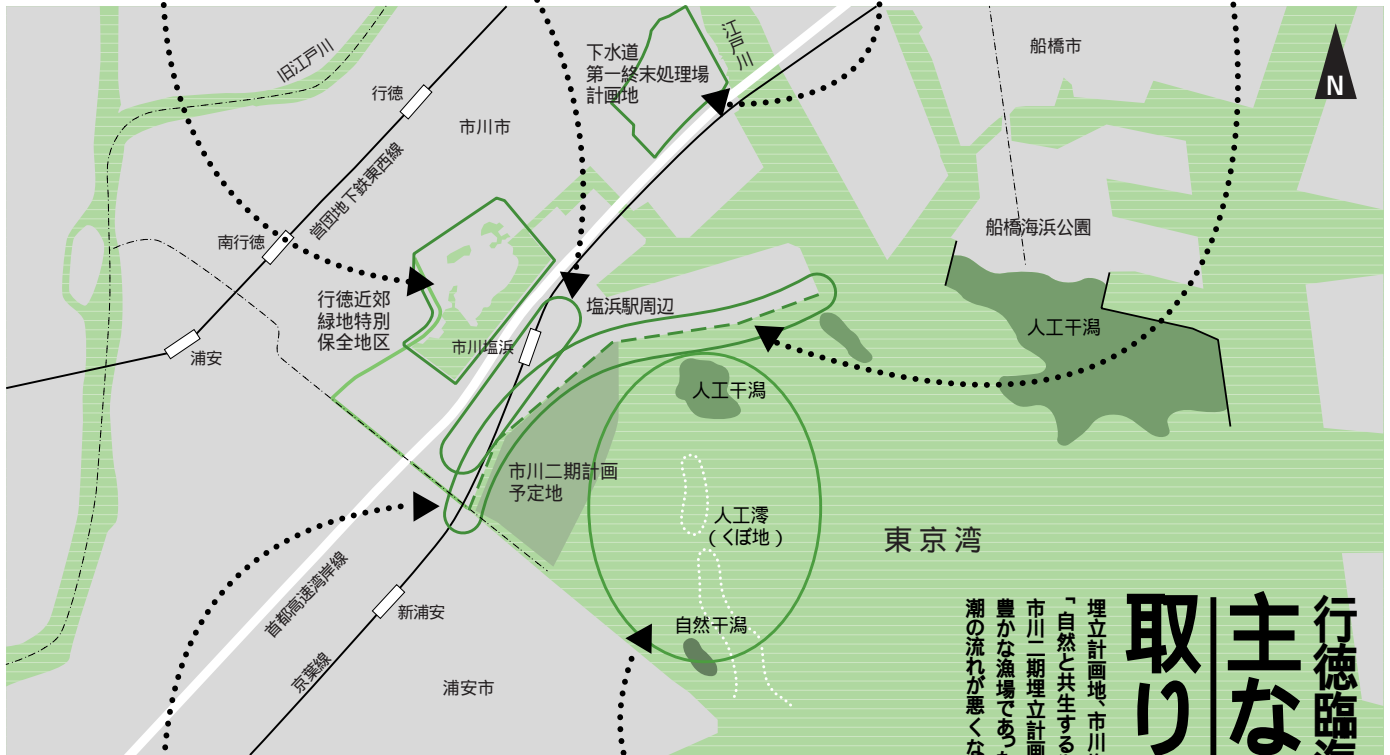 旧江戸川
行徳
市川市
営団地下鉄東西線
南行徳
浦安
下水道
第一終末処理場
計画地
江戸川
船橋市
N
船橋海浜公園
人工干潟
行徳近郊
緑地特別
保全地区
市川塩浜
塩浜駅周辺
人工干潟
市川二期計画
予定地
人工澪
(くぼ地)
東京湾
自然干潟
首都高速湾岸線
新浦安
京葉線
浦安市
行徳臨海
主な
取り
埋立計画地、市川
「自然と共生する
市川二期埋立計画
豊かな漁場であっ
潮の流れが悪くな